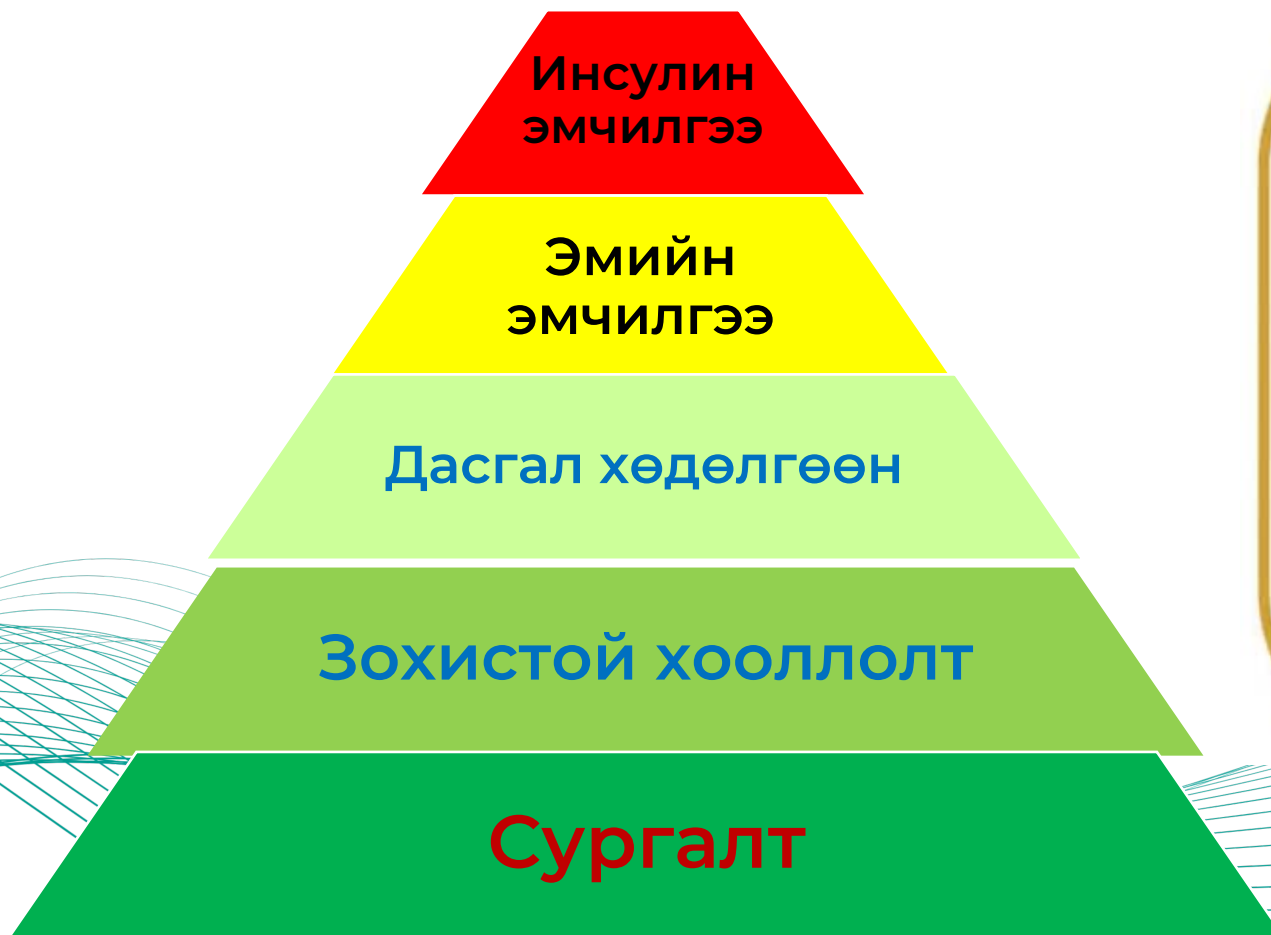 Инсулин
эмчилгээ
Эмийн
эмчилгээ
Дасгал хөдөлгөөн
Зохистой хооллолт
Сургалт